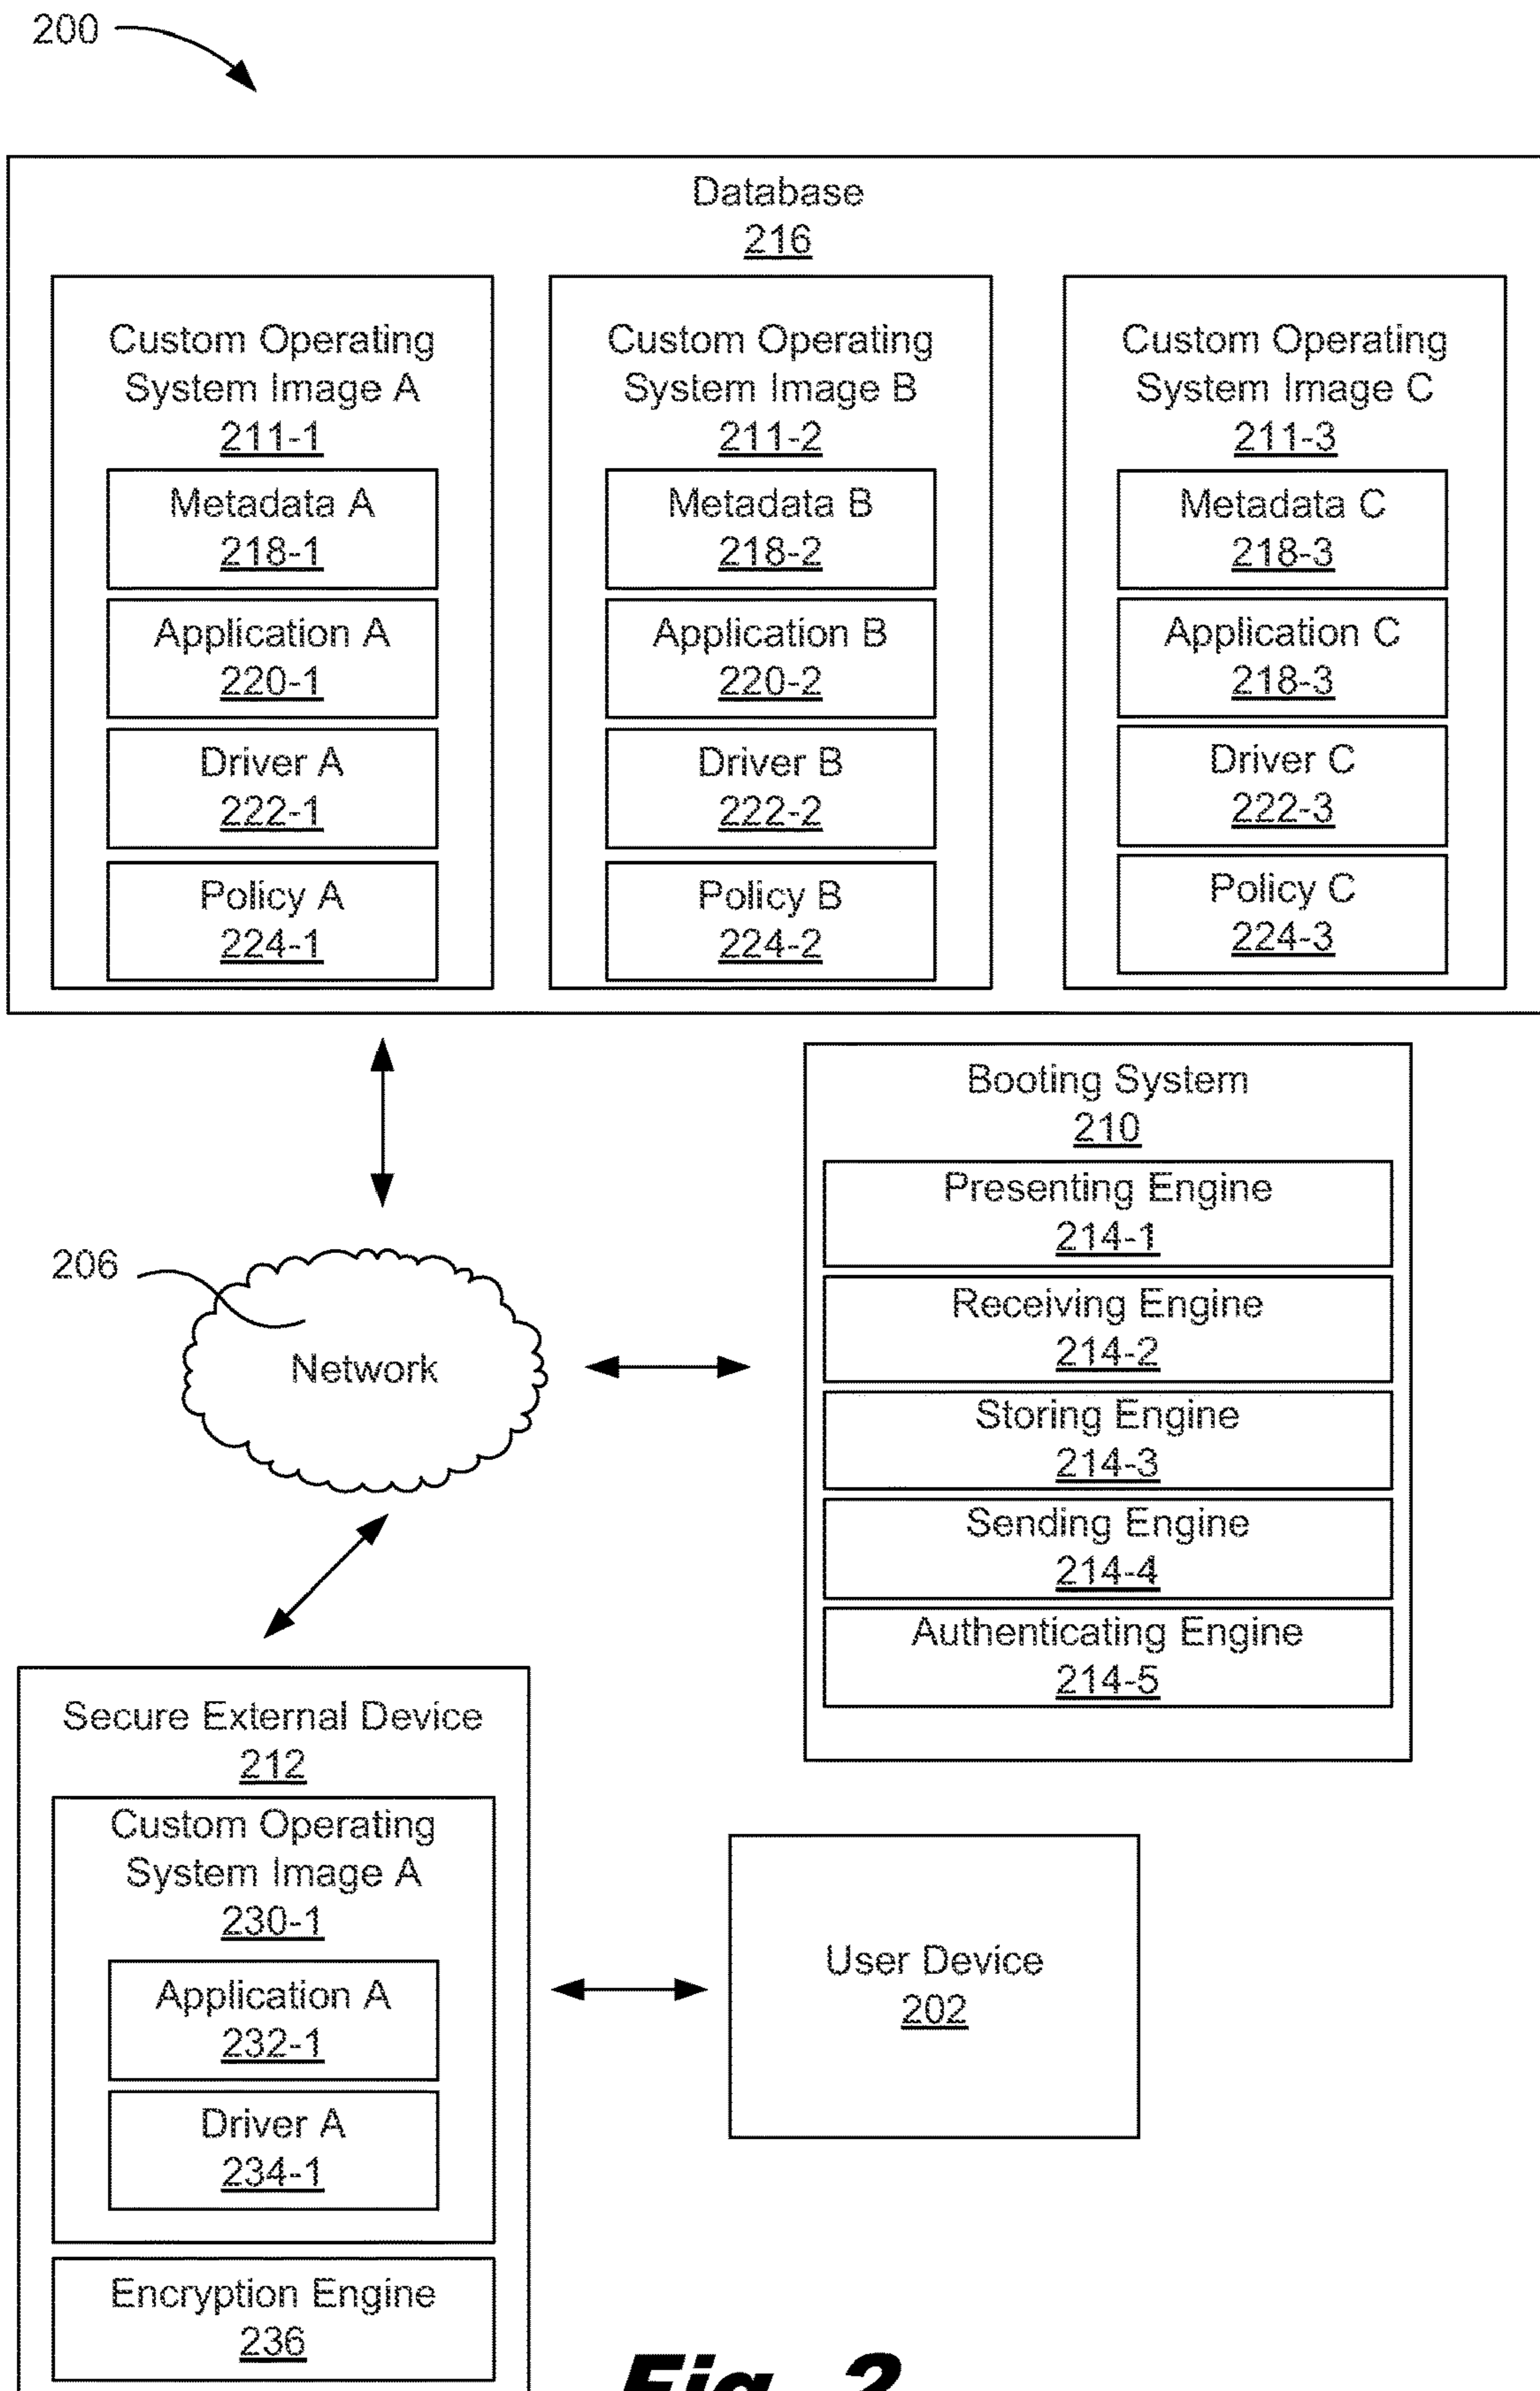 200
Database
216
Custom Operating
System Image A
211-1
Metadata A
218-1
Application A
220-1
Driver A
222-1
Policy A
224-1
Custom Operating
System Image B
211-2
Metadata B
218-2
Application B
220-2
Driver B
222-2
Policy B
224-2
Custom Operating
System Image C
211-3
Metadata C
218-3
Application C
218-3
Driver C
222-3
Policy C
224-3
Booting System
210
Presenting Engine
214-1
Receiving Engine
214-2
Storing Engine
214-3
Sending Engine
214-4
Authenticating Engine
214-5
206
Network
Secure External Device
212
Custom Operating
System Image A
230-1
Application A
232-1
Driver A
234-1
Encryption Engine
236
User Device
202
Fig. 2